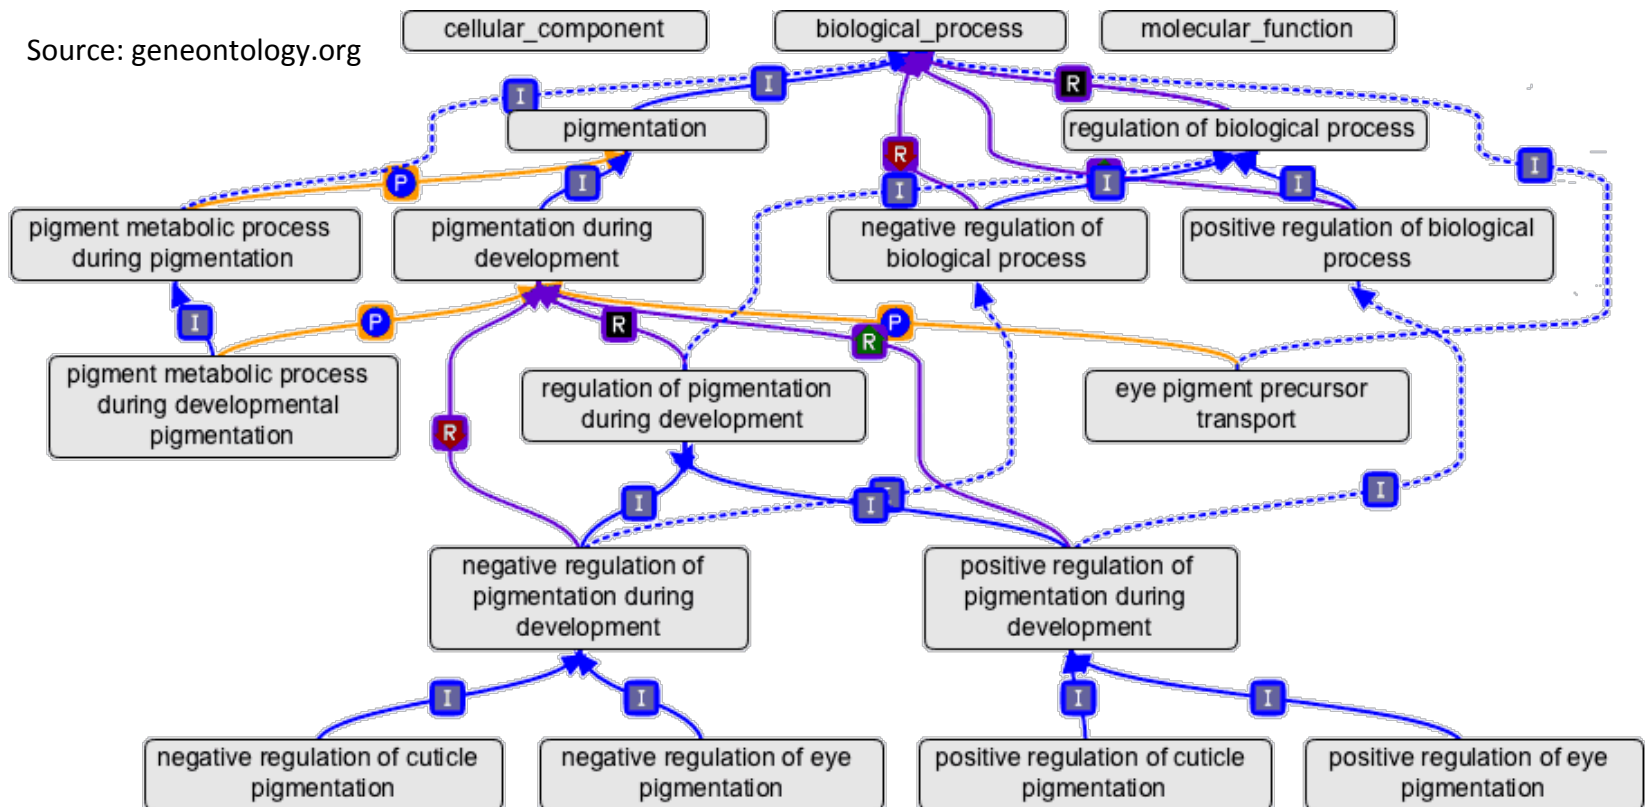 Source: geneontology.org
cellular_component
biological_process
molecular_function
I
I
R
pigmentation
regulation of biological process
P
I
R
I
I
I
I
pigment metabolic process
during pigmentation
pigmentation during
development
negative regulation of
biological process
positive regulation of biological
process
I
P
R
R
P
pigment metabolic process
during developmental
pigmentation
regulation of pigmentation
during development
eye pigment precursor
transport
R
I
I
I
I
negative regulation of
pigmentation during
development
positive regulation of
pigmentation during
development
I
I
I
I
negative regulation of cuticle
pigmentation
negative regulation of eye
pigmentation
positive regulation of cuticle
pigmentation
positive regulation of eye
pigmentation